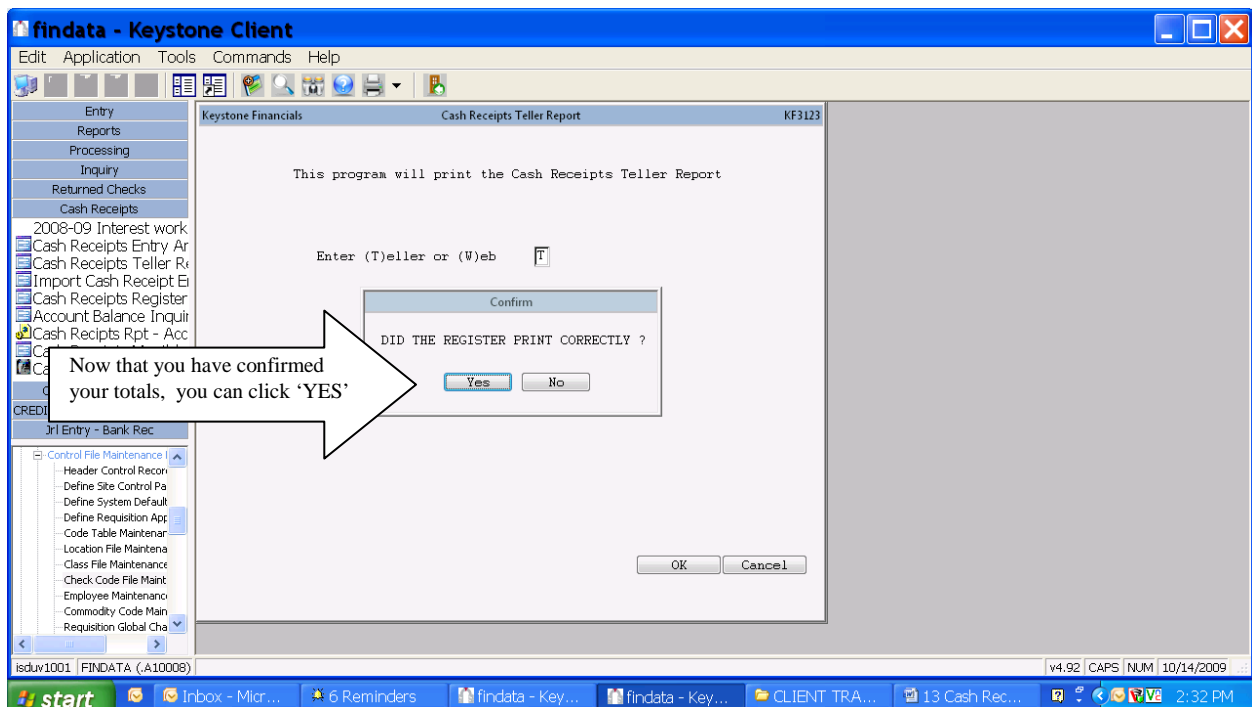 findata - Keystone Client
Edit Application Tools Commands Help
Entry
Reports
Processing
Inquiry
Returned Checks
Cash Receipts
2008-09 Interest work
Cash Receipts Entry Ar
Cash Receipts Teller Re
Import Cash Receipt En
Cash Receipts Register
Account Balance Inquir
Cash Recipts Rpt - Acc
CREDI
Jrl Entry - Bank Rec
Control File Maintenance
Header Control Recor
Define Site Control Pa
Define System Default
Define Requisition App
Code Table Maintenar
Location File Maintena
Class File Maintenance
Check Code File Maint
Employee Maintenance
Commodity Code Main
Requisition Global Cha
Keystone Financials Cash Receipts Teller Report KF3123
This program will print the Cash Receipts Teller Report
Enter (T)eller or (W)eb T
Confirm
DID THE REGISTER PRINT CORRECTLY ?
Yes No
Now that you have confirmed
your totals, you can click ‘YES’
OK Cancel
isduv1001 FINDATA (.A10008) v4.92 CAPS NUM 10/14/2009
start Inbox - Micr... 6 Reminders findata - Key... findata - Key... CLIENT TRA... 13 Cash Rec... 2:32 PM